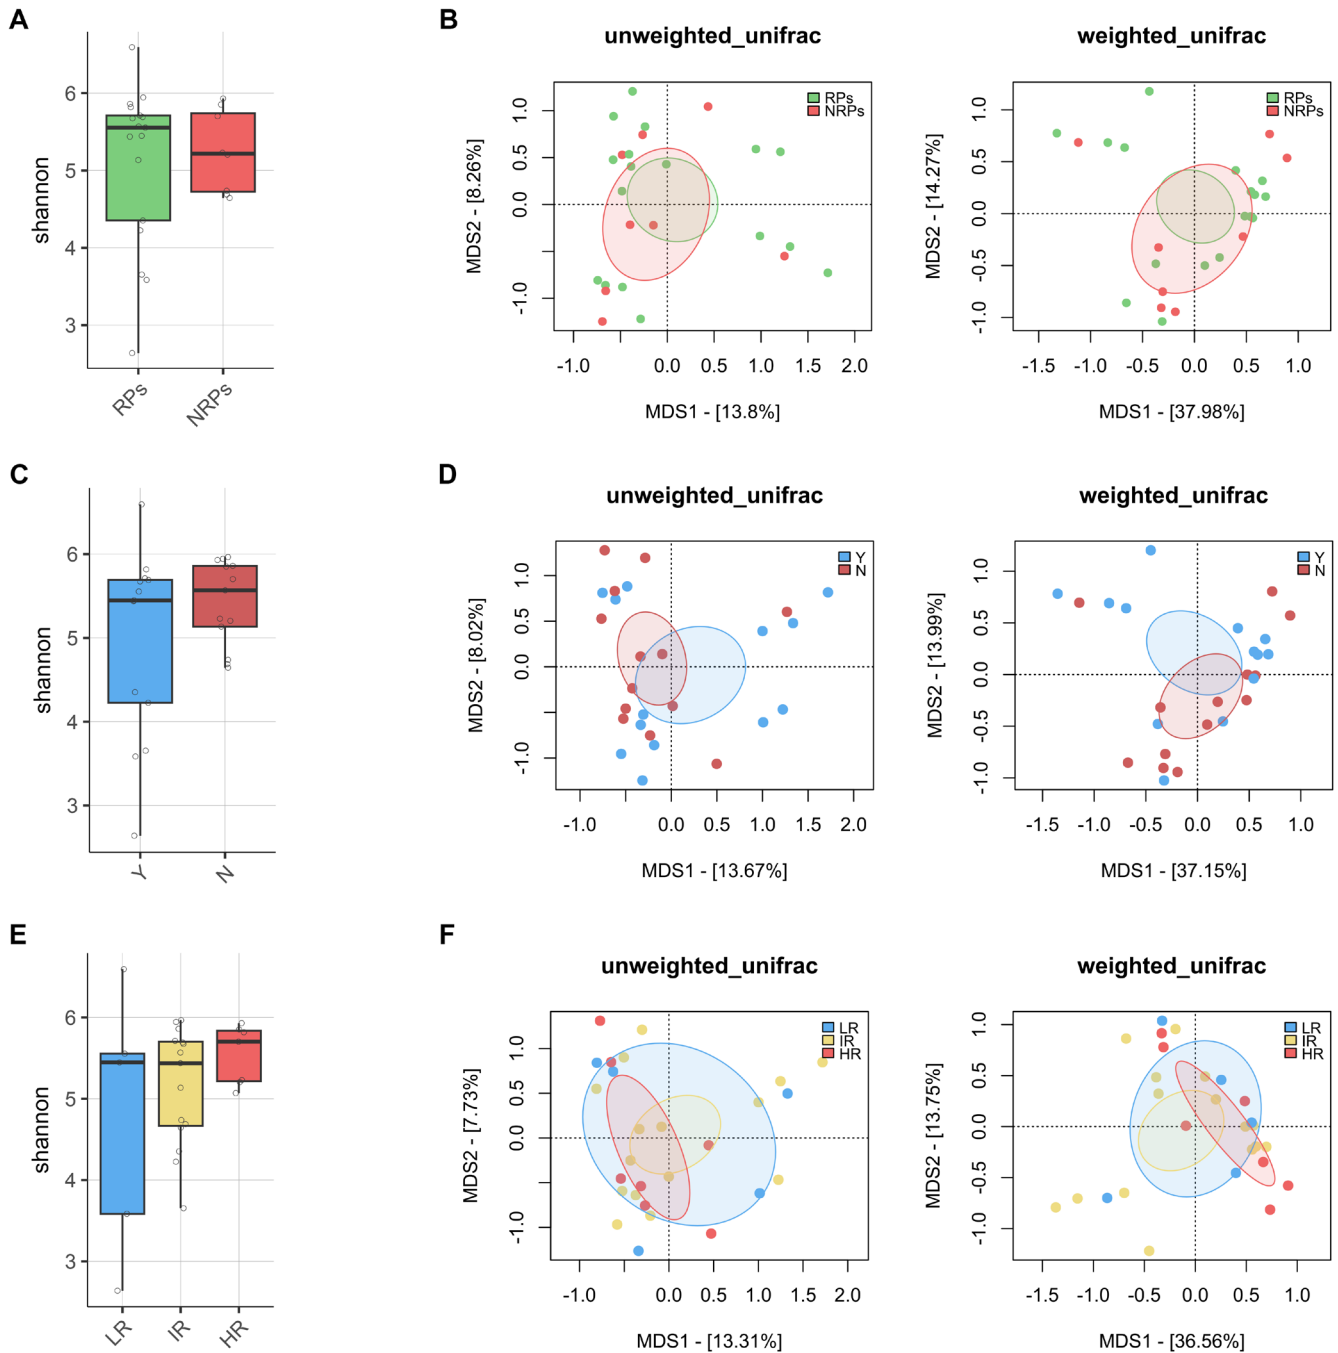 A
shannon
6
5
4
3
RPs
NRPs
B
unweighted_unifrac
RPs
NRPs
MDS2 - [8.26%]
1.0
0.5
0.0
-1.0
-1.0
0.0
0.5
1.0
2.0
MDS1 - [13.8%]
weighted_unifrac
RPs
NRPs
MDS2 - [14.27%]
1.0
0.5
0.0
-0.5
-1.0
-1.5
-1.0
-0.5
0.0
0.5
1.0
MDS1 - [37.98%]
C
shannon
6
5
4
3
Y
N
D
unweighted_unifrac
Y
N
MDS2 - [8.02%]
1.0
0.5
0.0
-1.0
-1.0
0.0
0.5
1.0
2.0
MDS1 - [13.67%]
weighted_unifrac
Y
N
MDS2 - [13.99%]
1.0
0.5
0.0
-0.5
-1.0
-1.5
-1.0
-0.5
0.0
0.5
1.0
MDS1 - [37.15%]
E
shannon
6
5
4
3
LR
IR
HR
F
unweighted_unifrac
LR
IR
HR
MDS2 - [7.73%]
1.0
0.5
0.0
-1.0
-1.0
0.0
0.5
1.0
2.0
MDS1 - [13.31%]
weighted_unifrac
LR
IR
HR
MDS2 - [13.75%]
1.0
0.5
0.0
-0.5
-1.0
-1.5
-1.0
-0.5
0.0
0.5
1.0
MDS1 - [36.56%]